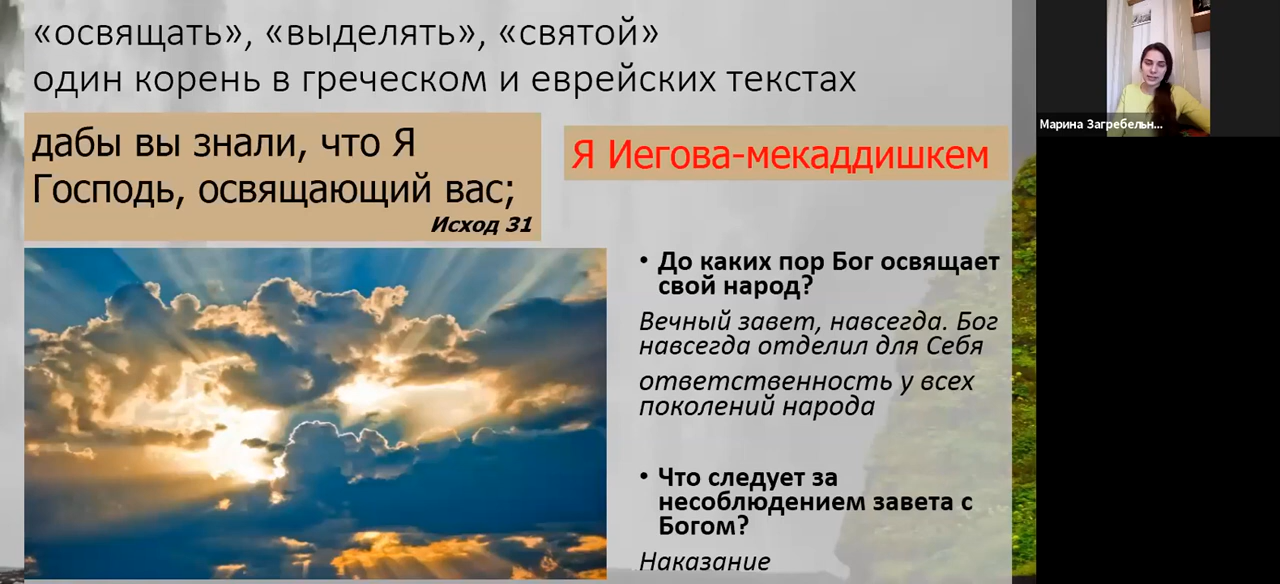 «освящать», «выделять», «святой»
один корень в греческом и еврейских текстах
дабы вы знали, что Я
Господь, освящающий вас;
Исход 31
Я Иегова-мекаддишкем
• До каких пор Бог освящает
свой народ?
Вечный завет, навсегда. Бог
навсегда отделил для Себя
ответственность у всех
поколений народа
• Что следует за
несоблюдением завета с
Богом?
Наказание
Марина Загребельн...